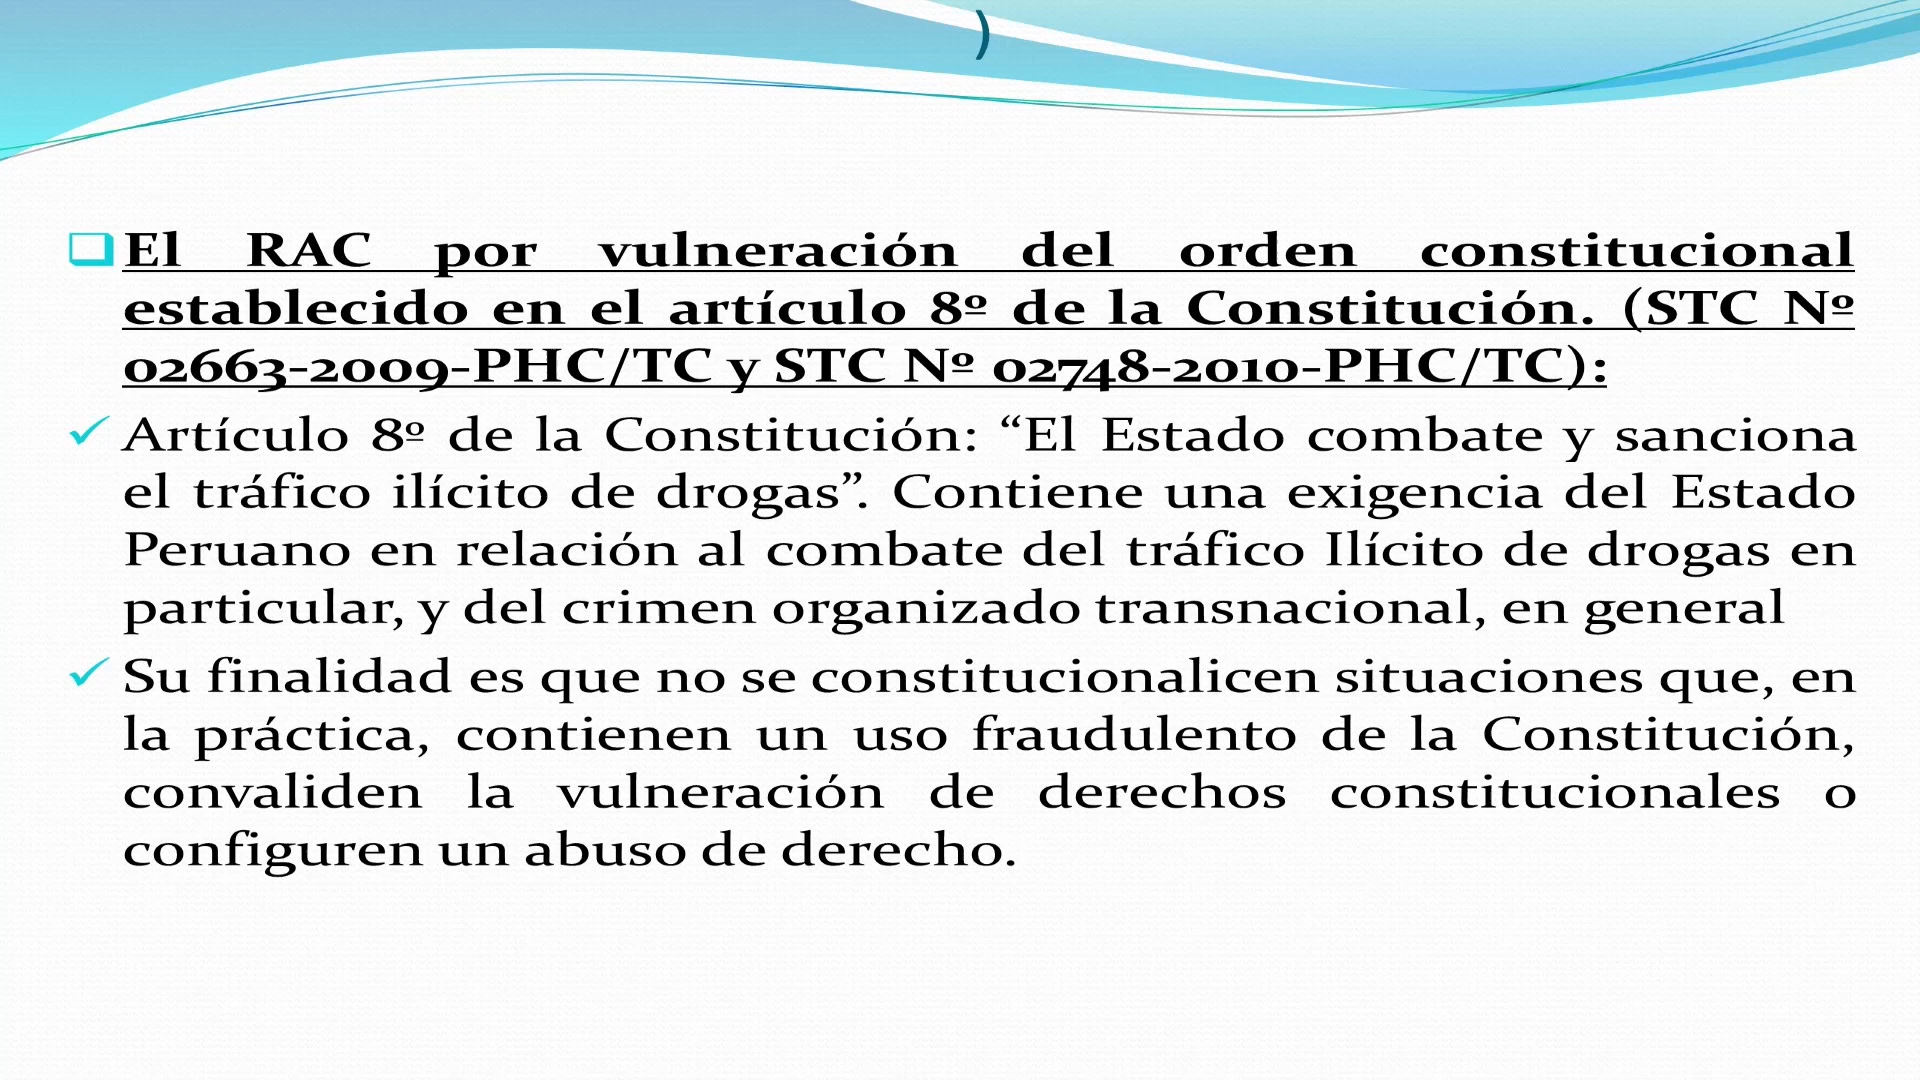 )
El RAC por vulneración del orden constitucional
establecido en el artículo 8º de la Constitución. (STC Nº
02663-2009-PHC/TC y STC Nº 02748-2010-PHC/TC):
Artículo 8º de la Constitución: “El Estado combate y sanciona
el tráfico ilícito de drogas”. Contiene una exigencia del Estado
Peruano en relación al combate del tráfico Ilícito de drogas en
particular, y del crimen organizado transnacional, en general
Su finalidad es que no se constitucionalicen situaciones que, en
la práctica, contienen un uso fraudulento de la Constitución,
convaliden la vulneración de derechos constitucionales o
configuren un abuso de derecho.